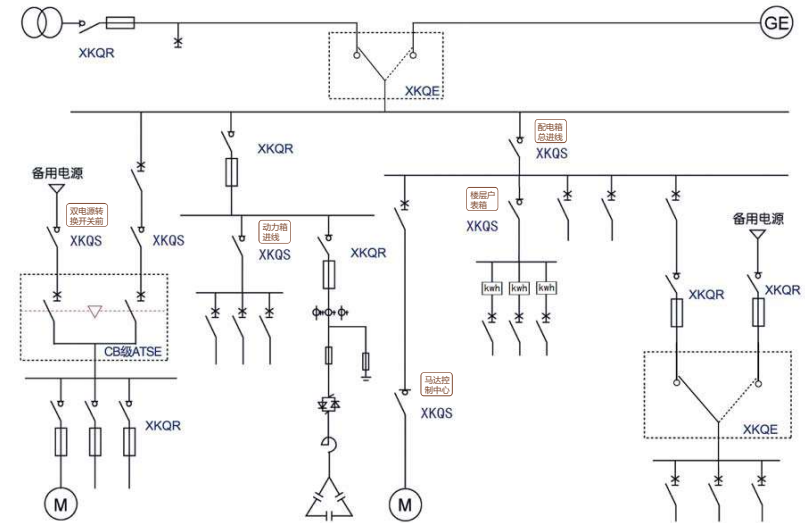 GE
XKQR
XKQE
配电箱
总进线
XKQS
XKQR
备用电源
双电源转
换开关前
XKQS
XKQS
动力箱
进线
XKQS
XKQR
楼层户
表箱
XKQS
备用电源
kwh
kwh
kwh
XKQR
XKQR
CB级ATSE
马达控
制中心
XKQS
XKQR
XKQE
M
M